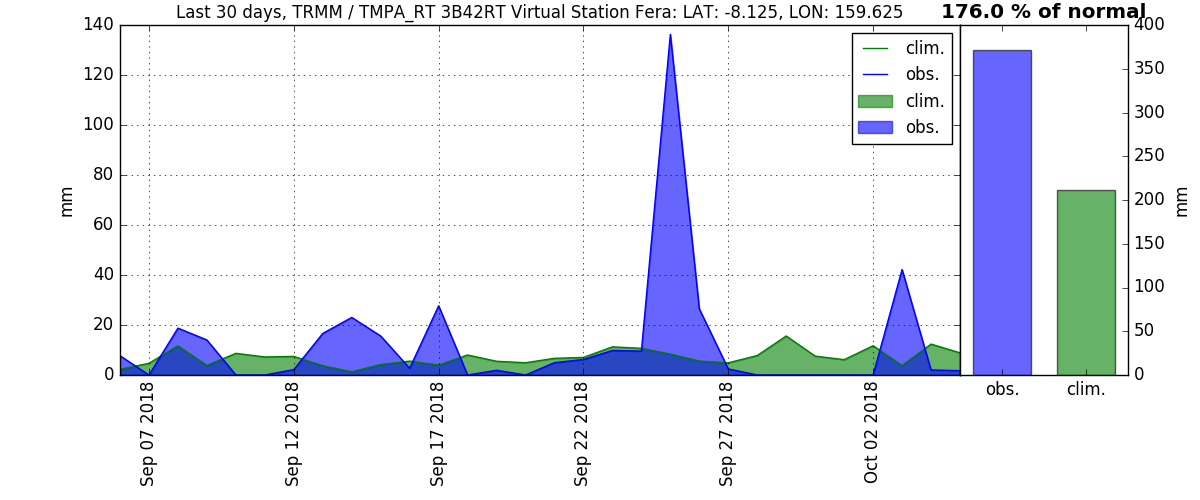 Last 30 days, TRMM / TMPA_RT 3B42RT Virtual Station Fera: LAT: -8.125, LON: 159.625
176.0 % of normal
mm
140
120
100
80
60
40
20
0
clim.
obs.
clim.
obs.
Sep 07 2018
Sep 12 2018
Sep 17 2018
Sep 22 2018
Sep 27 2018
Oct 02 2018
400
350
300
250
200
150
100
50
0
mm
obs.
clim.